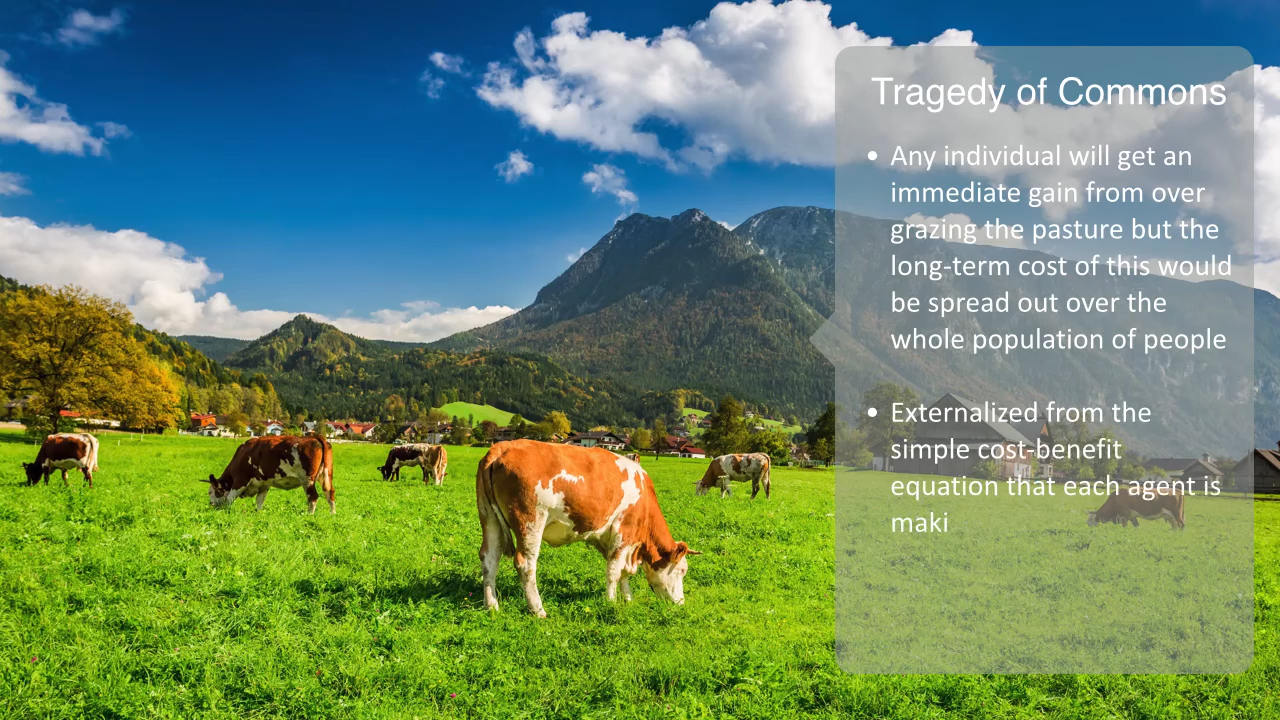 Tragedy of Commons
• Any individual will get an
immediate gain from over
grazing the pasture but the
long-term cost of this would
be spread out over the
whole population of people
• Externalized from the
simple cost-benefit
equation that each agent is
maki